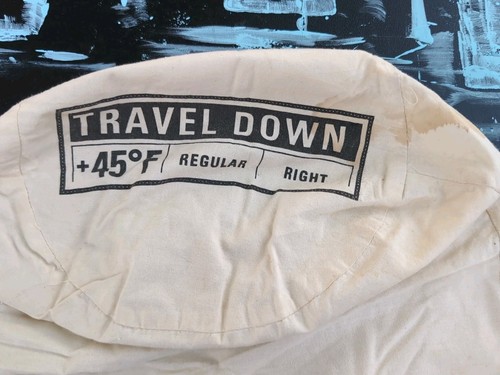 TRAVEL DOWN
+45°F REGULAR RIGHT